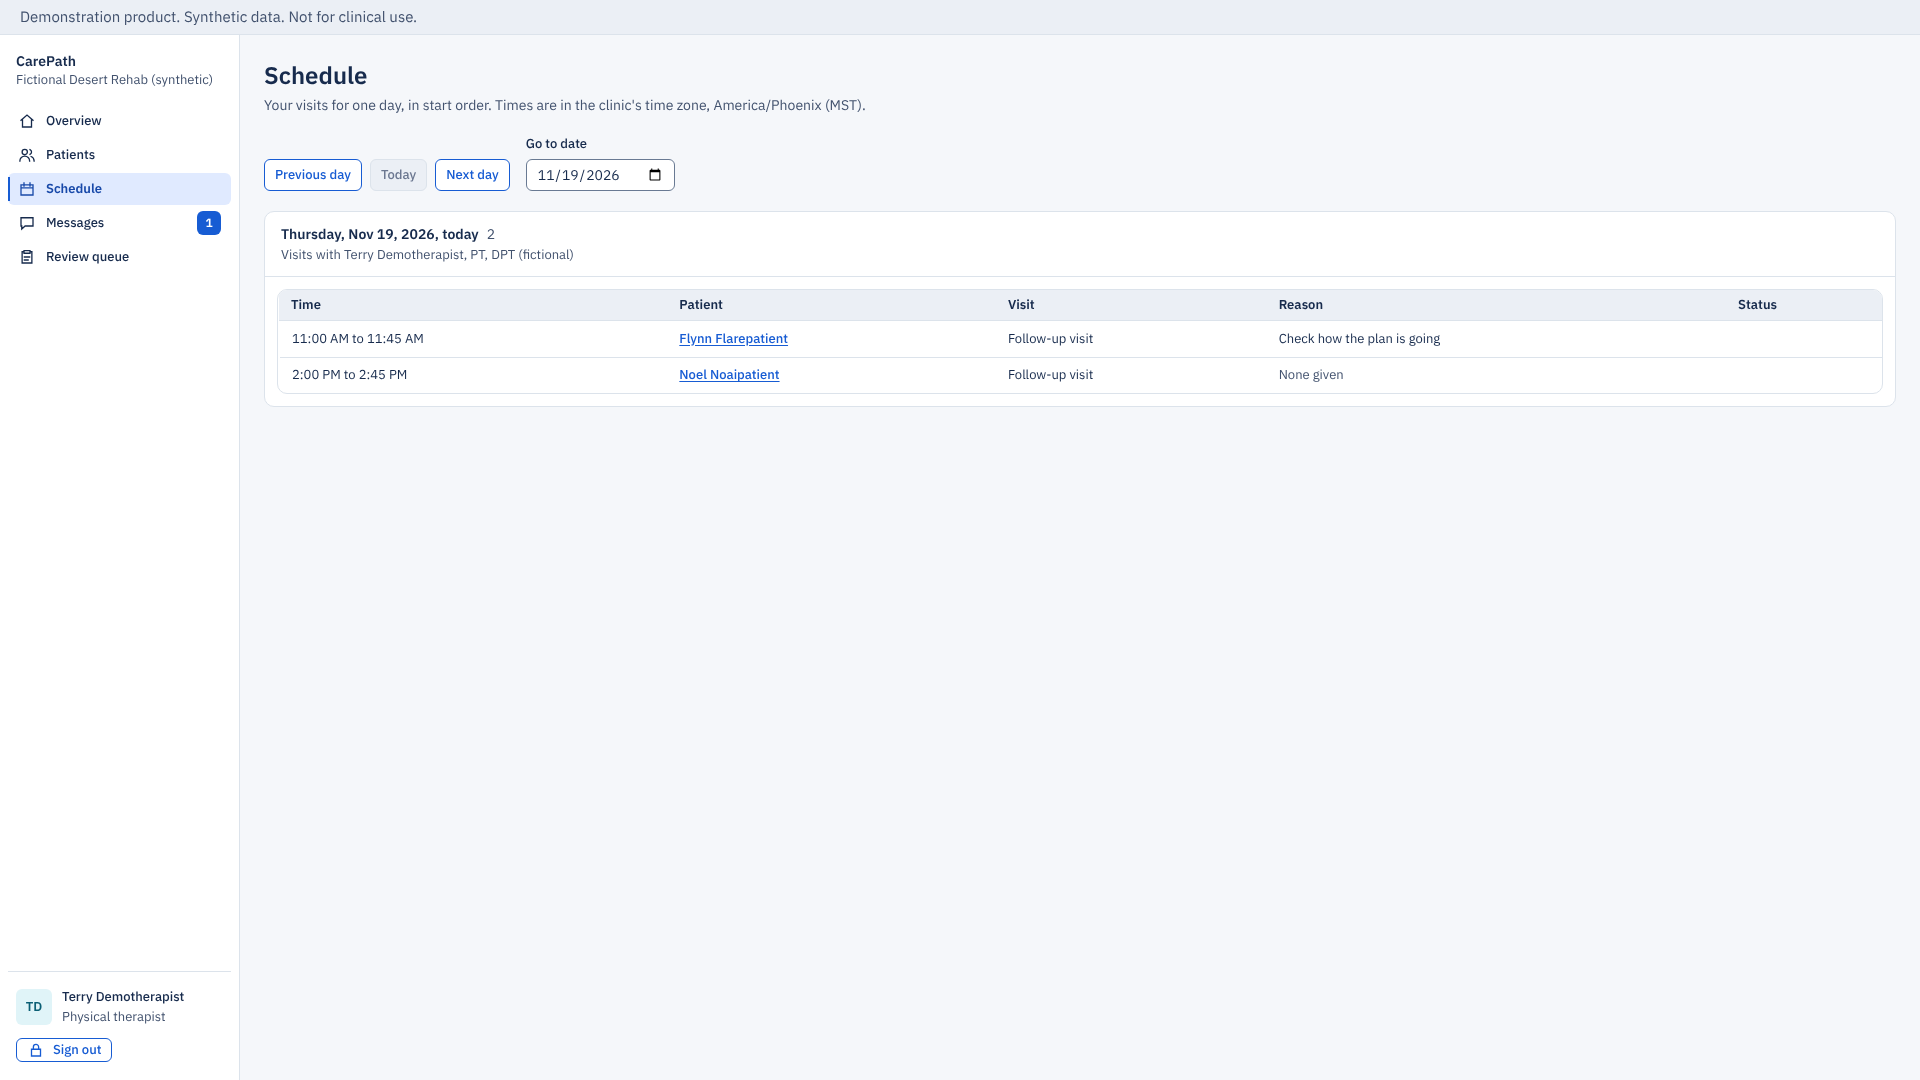 Demonstration product. Synthetic data. Not for clinical use.
CarePath
Fictional Desert Rehab (synthetic)
Overview
Patients
Schedule
Messages 1
Review queue
Terry Demotherapist
TD
Physical therapist
Sign out
Schedule
Your visits for one day, in start order. Times are in the clinic's time zone, America/Phoenix (MST).
Go to date
Previous day Today Next day 11/19/2026
Thursday, Nov 19, 2026, today 2
Visits with Terry Demotherapist, PT, DPT (fictional)
Time Patient Visit Reason Status
11:00 AM to 11:45 AM Flynn Flarepatient Follow-up visit Check how the plan is going
2:00 PM to 2:45 PM Noel Noaipatient Follow-up visit None given